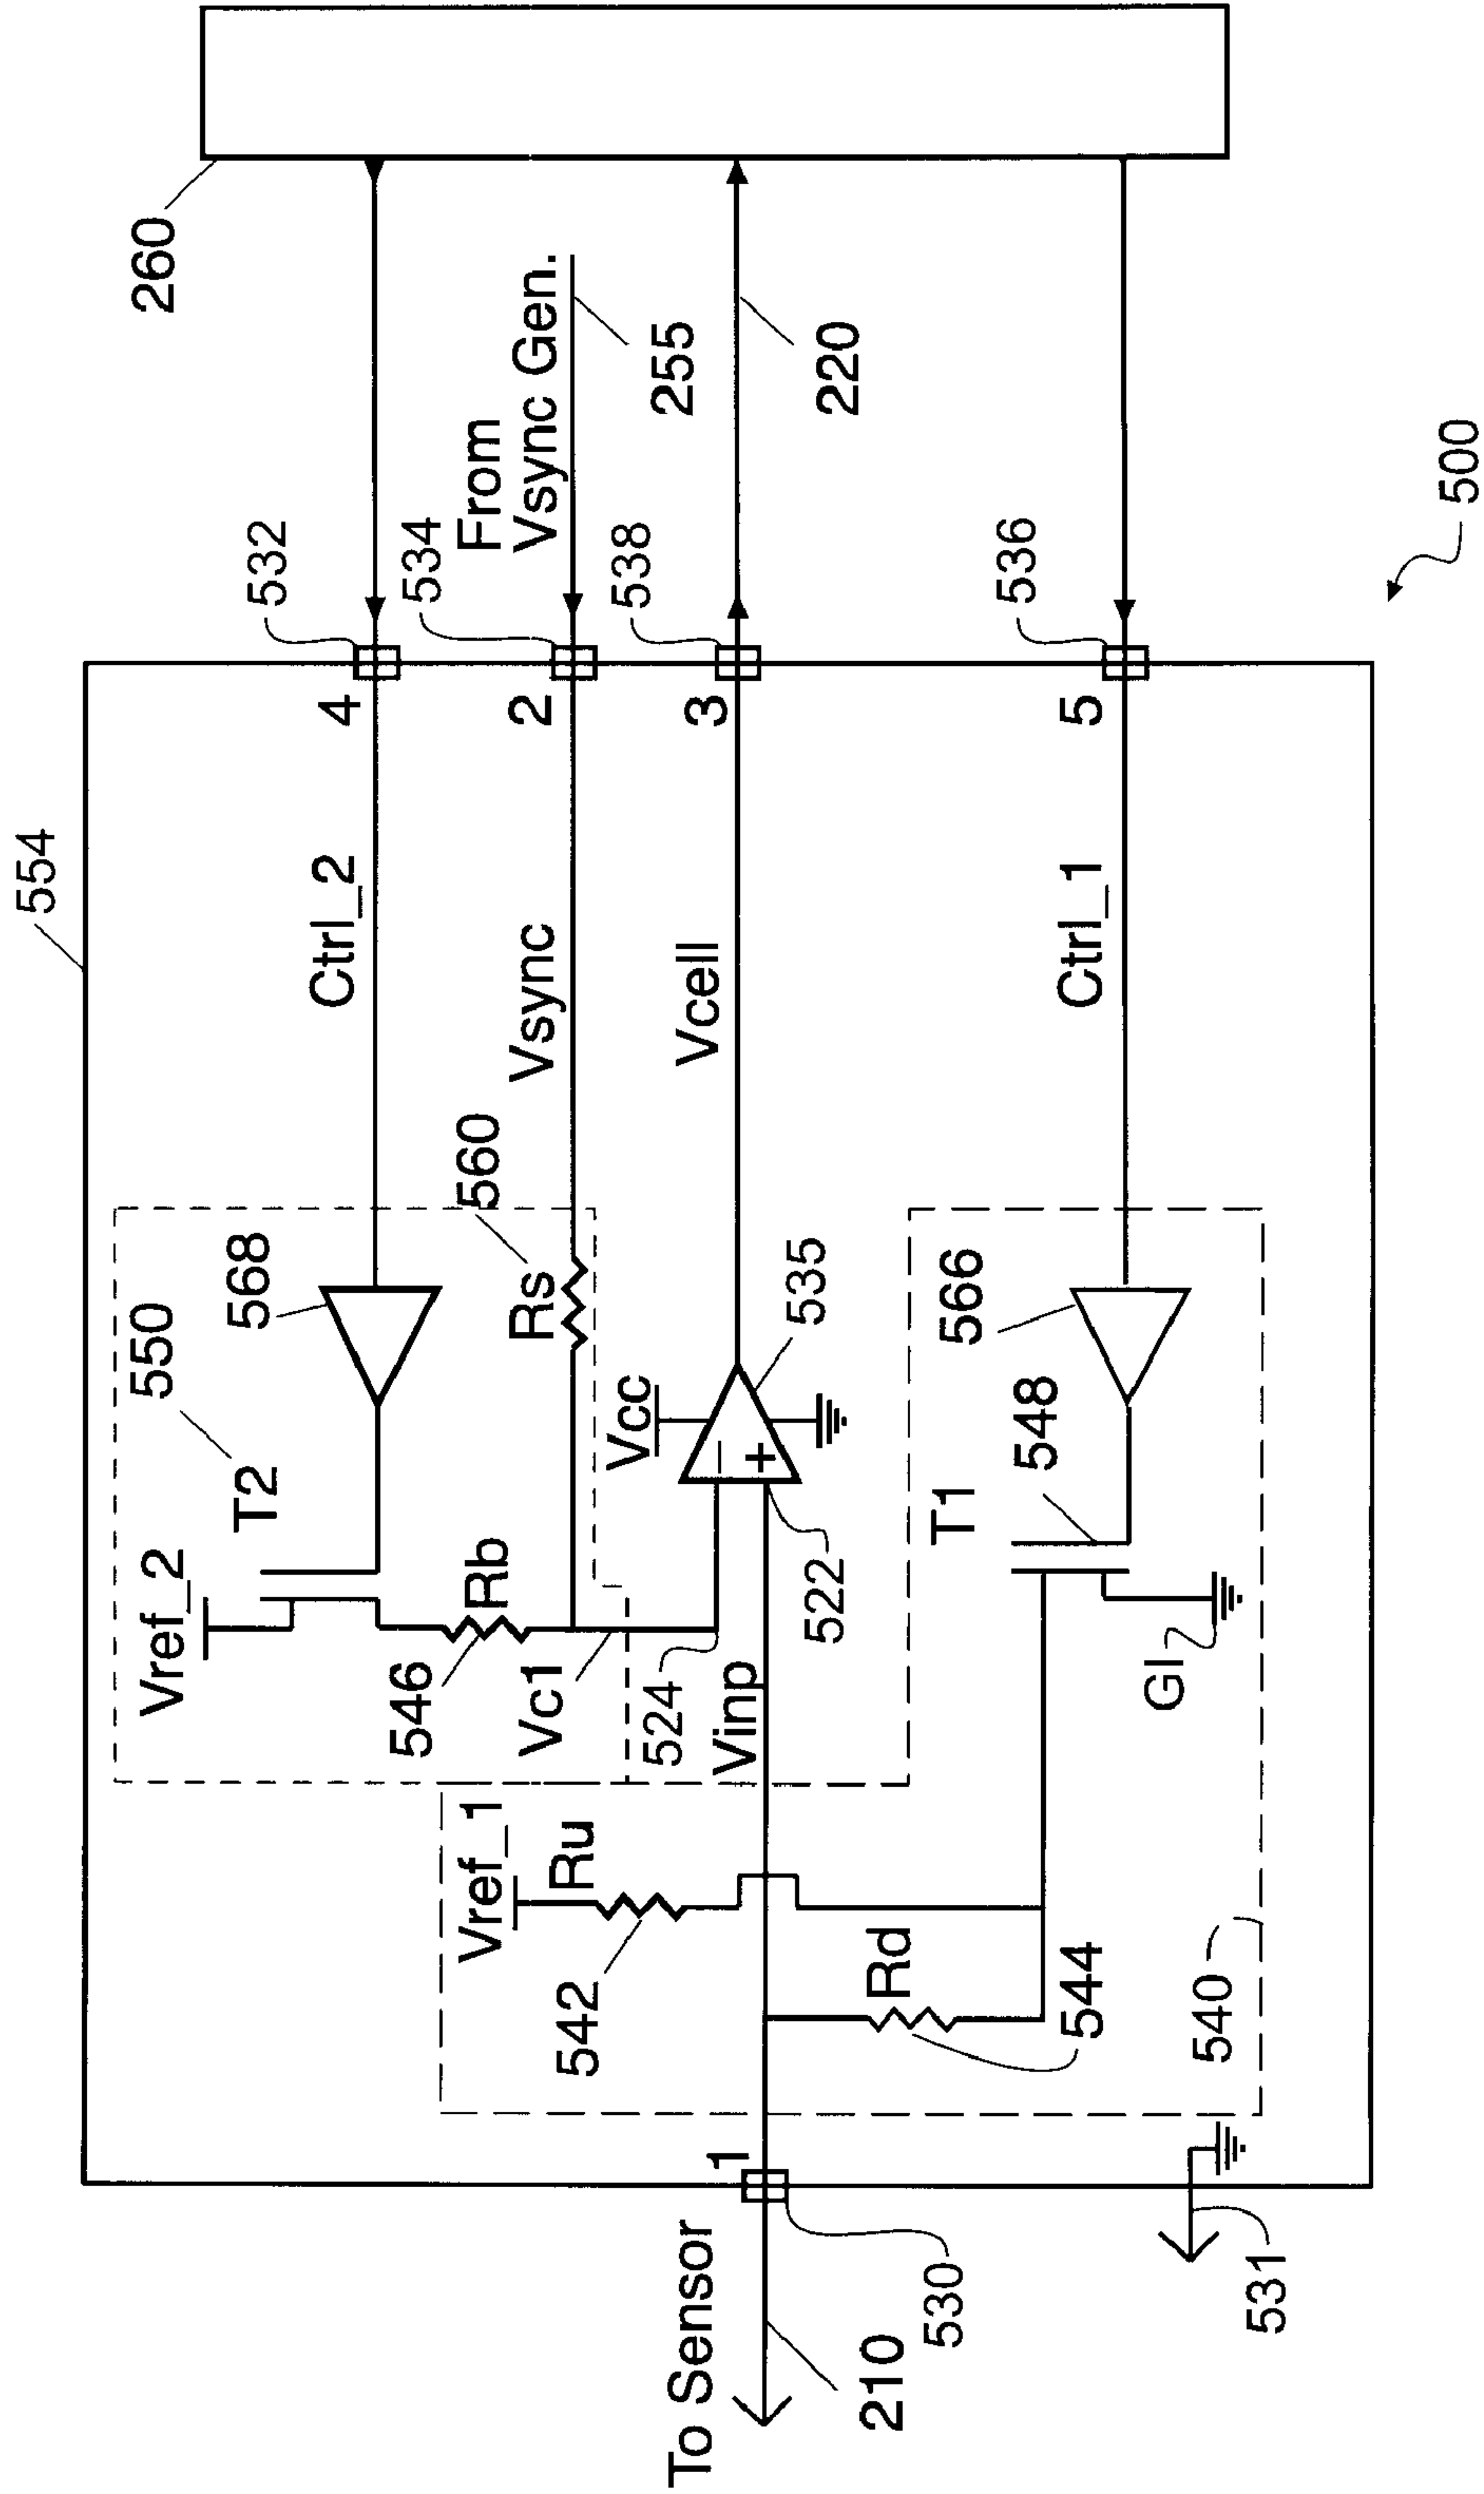 554
260
532
4
Ctrl_2
568
550
T2
Vref_2
534
From
Vsync Gen.
255
2
Vsync
560
Rs
Rb
546
Vc1
524
538
220
3
Vcell
535
Vcc
−
+
522
Vinp
Vref_1
Ru
542
Rd
544
536
5
Ctrl_1
566
548
T1
GI
540
1
To Sensor
210
530
531
500